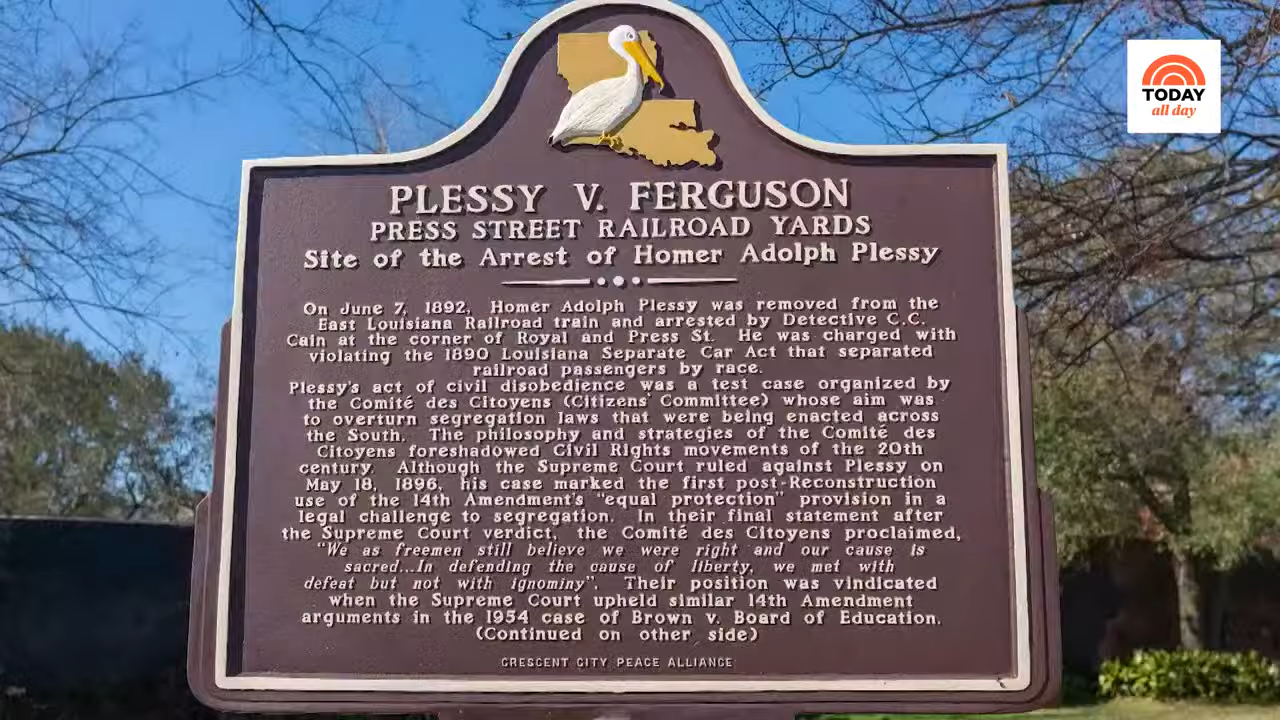 TODAY
all day
PLESSY V. FERGUSON
PRESS STREET RAILROAD YARDS
Site of the Arrest of Homer Adolph Plessy
On June 7, 1892, Homer Adolph Plessy was removed from the
East Louisiana Railroad train and arrested by Detective C.C.
Cain at the corner of Royal and Press St. He was charged with
violating the 1890 Louisiana Separate Car Act that separated
railroad passengers by race.
Plessy's act of civil disobedience was a test case organized by
the Comité des Citoyens (Citizens' Committee) whose aim was
to overturn segregation laws that were being enacted across
the South. The philosophy and strategies of the Comité des
Citoyens foreshadowed Civil Rights movements of the 20th
century. Although the Supreme Court ruled against Plessy on
May 18, 1896, his case marked the first post-Reconstruction
use of the 14th Amendment's "equal protection" provision in a
legal challenge to segregation. In their final statement after
the Supreme Court verdict, the Comité des Citoyens proclaimed,
"We as freemen still believe we were right and our cause is
sacred...In defending the cause of liberty, we met with
defeat but not with ignominy". Their position was vindicated
when the Supreme Court upheld similar 14th Amendment
arguments in the 1954 case of Brown v. Board of Education.
(Continued on other side)
CRESCENT CITY PEACE ALLIANCE